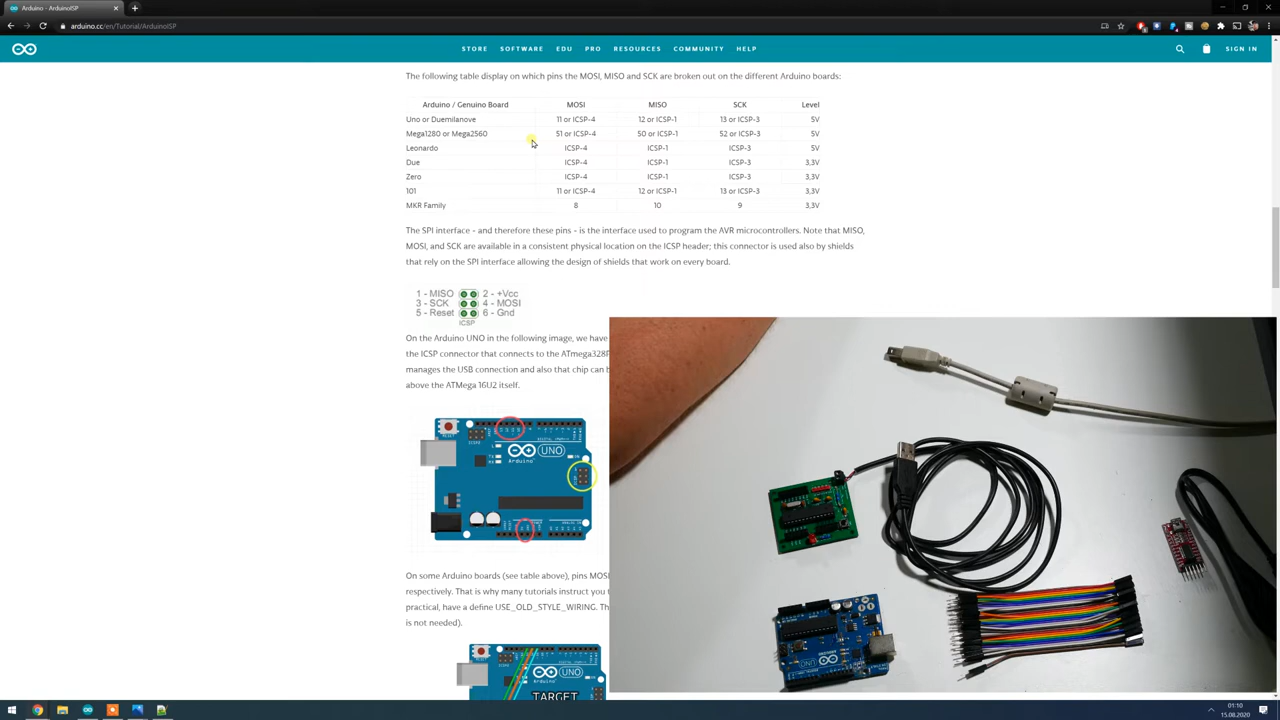 Arduino - ArduinoISP
arduino.cc/en/Tutorial/ArduinoISP
STORE SOFTWARE EDU PRO RESOURCES COMMUNITY HELP SIGN IN
The following table display on which pins the MOSI, MISO and SCK are broken out on the different Arduino boards:
Arduino / Genuino Board MOSI MISO SCK Level
Uno or Duemilanove 11 or ICSP-4 12 or ICSP-1 13 or ICSP-3 5V
Mega1280 or Mega2560 51 or ICSP-4 50 or ICSP-1 52 or ICSP-3 5V
Leonardo ICSP-4 ICSP-1 ICSP-3 5V
Due ICSP-4 ICSP-1 ICSP-3 3,3V
Zero ICSP-4 ICSP-1 ICSP-3 3,3V
101 11 or ICSP-4 12 or ICSP-1 13 or ICSP-3 3,3V
MKR Family 8 10 9 3,3V
The SPI interface - and therefore these pins - is the interface used to program the AVR microcontrollers. Note that MISO,
MOSI, and SCK are available in a consistent physical location on the ICSP header; this connector is used also by shields
that rely on the SPI interface allowing the design of shields that work on every board.
1 - MISO 2 - +Vcc
3 - SCK 4 - MOSI
5 - Reset 6 - Gnd
ICSP
On the Arduino UNO in the following image, we have
the ICSP connector that connects to the ATmega328P
manages the USB connection and also that chip can b
above the ATMega 16U2 itself.
RESET
ICSP2
UNO
Arduino
On some Arduino boards (see table above), pins MOSI
respectively. That is why many tutorials instruct you t
practical, have a define USE_OLD_STYLE_WIRING. Th
is not needed).
UNO
TARGET
UNO
01:10
15.08.2020